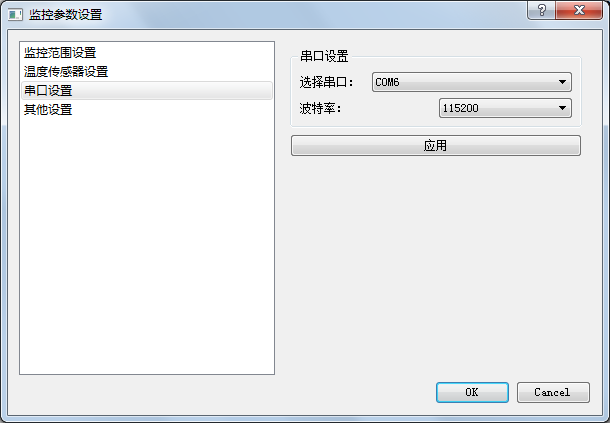 监控参数设置
监控范围设置
温度传感器设置
串口设置
其他设置
串口设置
选择串口： COM6
波特率： 115200
应用
OK Cancel